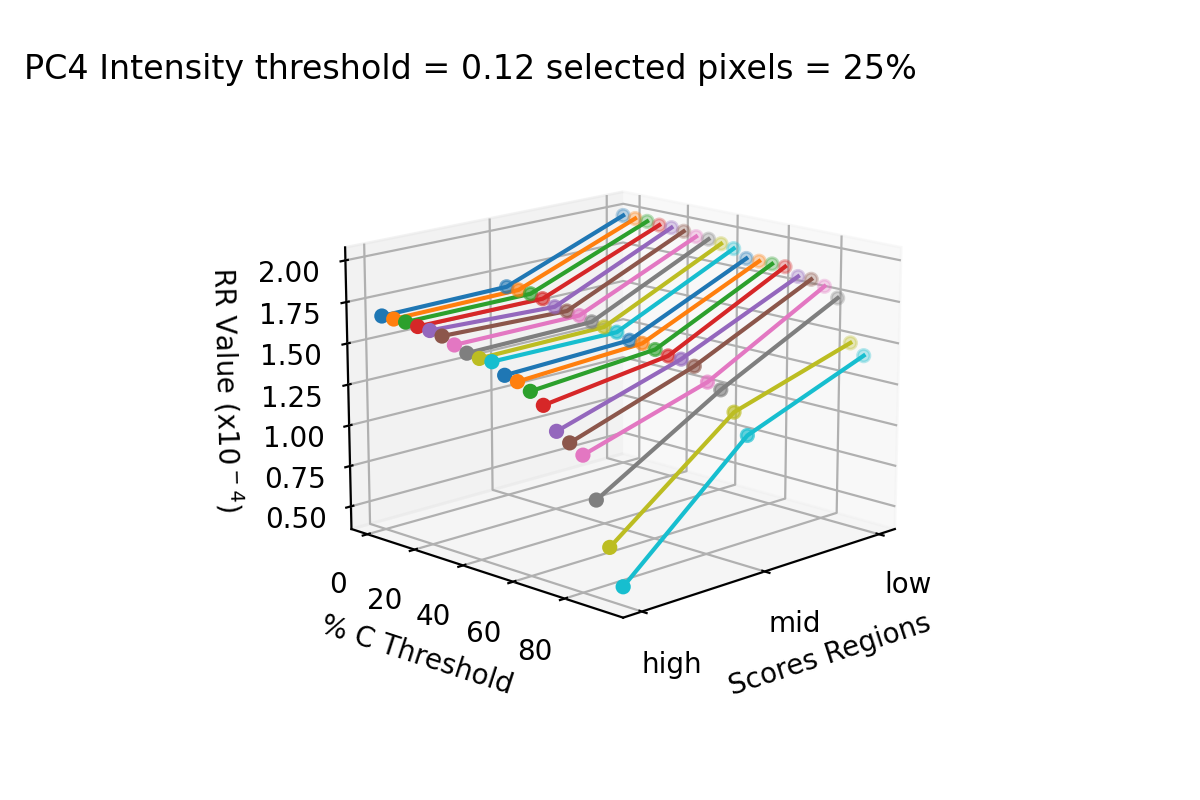 PC4 Intensity threshold = 0.12 selected pixels = 25%
RR Value (x10⁻⁴)
2.00
1.75
1.50
1.25
1.00
0.75
0.50
0
20
40
60
80
% C Threshold
high
mid
low
Scores Regions